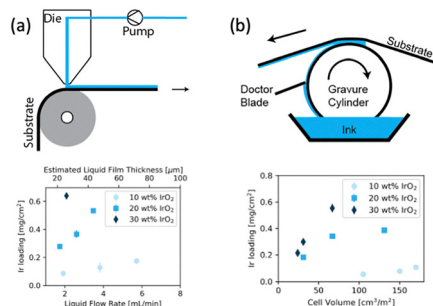 (a)
Die
Pump
Substrate
Estimated Liquid Film Thickness [μm]
20 40 60 80 100
Ir loading [mg/cm²]
0.6
0.4
0.2
0.0
10 wt% IrO₂
20 wt% IrO₂
30 wt% IrO₂
2 4 6 8
Liquid Flow Rate [mL/min]
(b)
Substrate
Doctor
Blade
Gravure
Cylinder
Ink
Ir loading [mg/cm²]
0.8
0.6
0.4
0.2
0.0
10 wt% IrO₂
20 wt% IrO₂
30 wt% IrO₂
0 50 100 150
Cell Volume [cm³/m²]